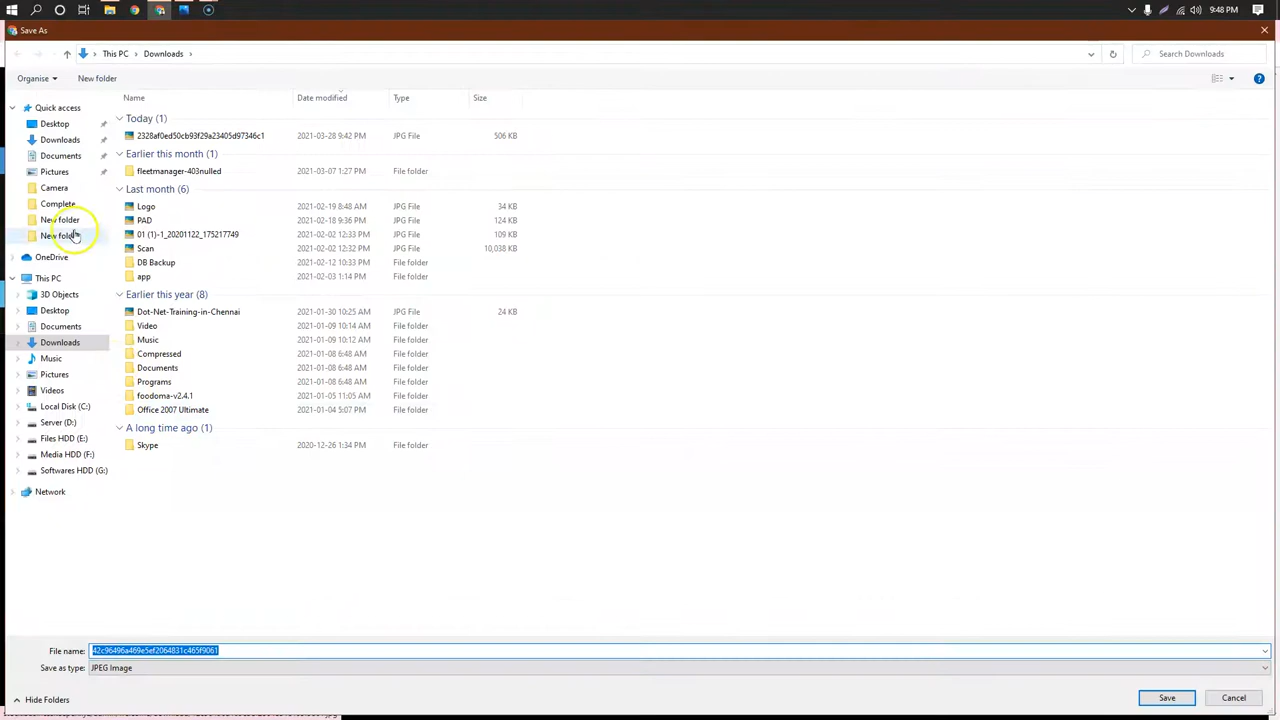 9:48 PM
Save As
This PC > Downloads >
Search Downloads
Organise
New folder
Name Date modified Type Size
Quick access
Desktop
Downloads
Documents
Pictures
Camera
Complete
New folder
New folder
OneDrive
This PC
3D Objects
Desktop
Documents
Downloads
Music
Pictures
Videos
Local Disk (C:)
Server (D:)
Files HDD (E:)
Media HDD (F:)
Softwares HDD (G:)
Network
Today (1)
2328af0ed50cb93f29a23405d97346c1 2021-03-28 9:42 PM JPG File 506 KB
Earlier this month (1)
fleetmanager-403nulled 2021-03-07 1:27 PM File folder
Last month (6)
Logo 2021-02-19 8:48 AM JPG File 34 KB
PAD 2021-02-18 9:36 PM JPG File 124 KB
01 (1)-1_20201122_175217749 2021-02-02 12:33 PM JPG File 109 KB
Scan 2021-02-02 12:32 PM JPG File 10,038 KB
DB Backup 2021-02-12 10:33 PM File folder
app 2021-02-03 1:14 PM File folder
Earlier this year (8)
Dot-Net-Training-in-Chennai 2021-01-30 10:25 AM JPG File 24 KB
Video 2021-01-09 10:14 AM File folder
Music 2021-01-09 10:12 AM File folder
Compressed 2021-01-08 6:48 AM File folder
Documents 2021-01-08 6:48 AM File folder
Programs 2021-01-08 6:48 AM File folder
foodoma-v2.4.1 2021-01-05 11:05 AM File folder
Office 2007 Ultimate 2021-01-04 5:07 PM File folder
A long time ago (1)
Skype 2020-12-26 1:34 PM File folder
File name: 42c96496a469e5ef2064831c465f9061
Save as type: JPEG Image
Hide Folders
Save
Cancel